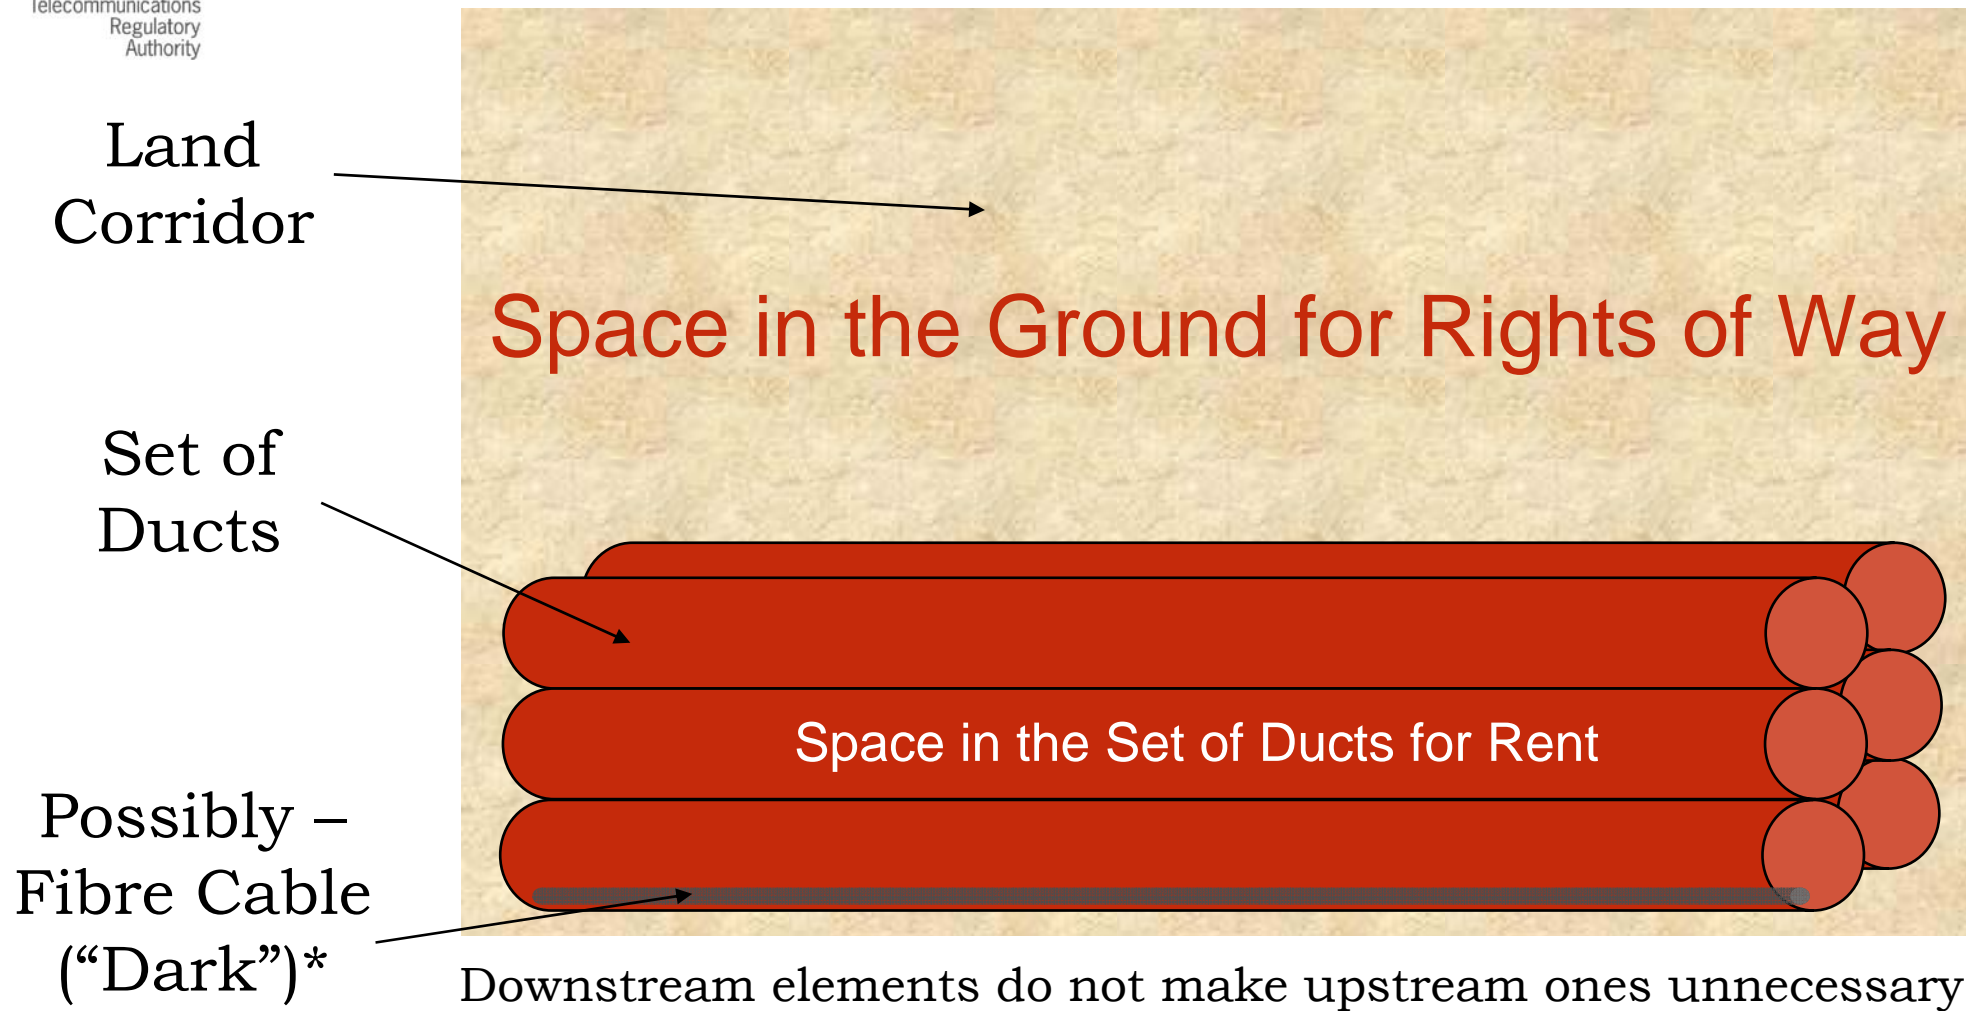 Telecommunications
Regulatory
Authority
Land
Corridor
Space in the Ground for Rights of Way
Set of
Ducts
Space in the Set of Ducts for Rent
Possibly –
Fibre Cable
(“Dark”)*
Downstream elements do not make upstream ones unnecessary